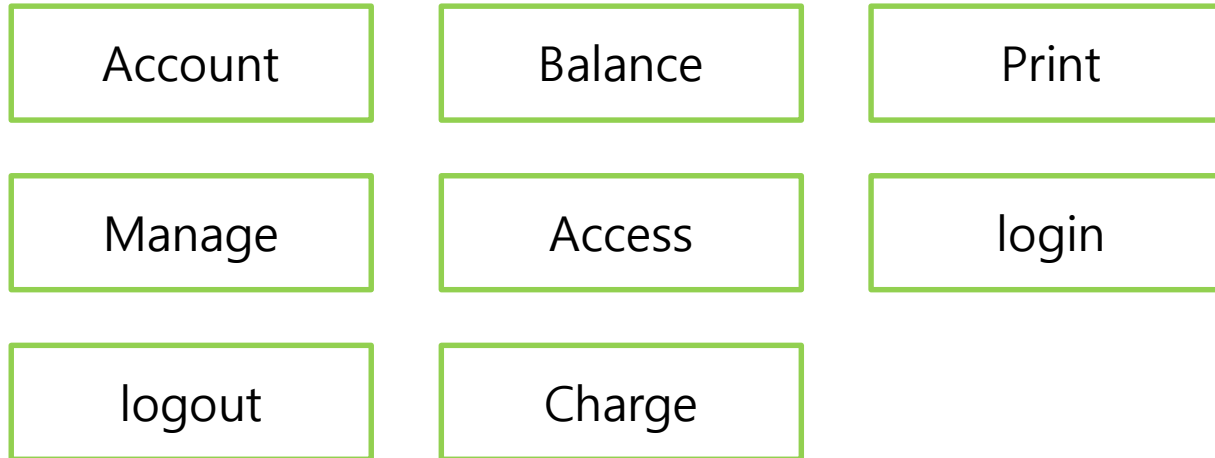 Account
Balance
Print
Manage
Access
login
logout
Charge